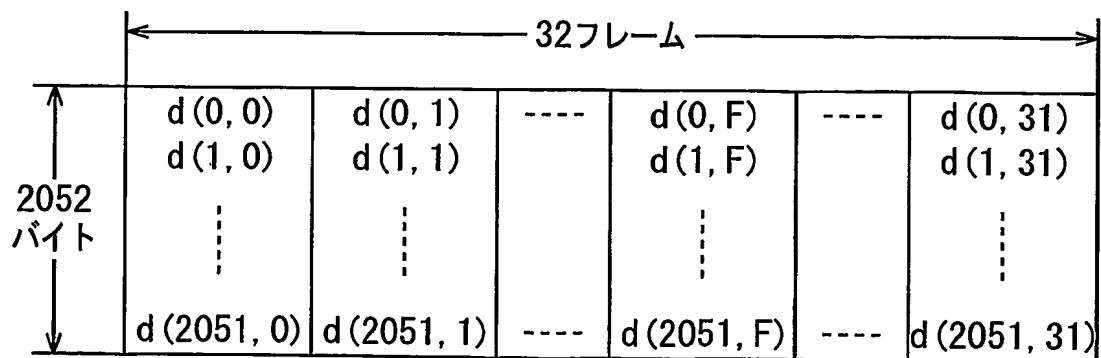 32フレーム
d(0, 0) d(0, 1) ---- d(0, F) ---- d(0, 31)
d(1, 0) d(1, 1) d(1, F) d(1, 31)
2052
バイト
d(2051, 0) d(2051, 1) ---- d(2051, F) ---- d(2051, 31)